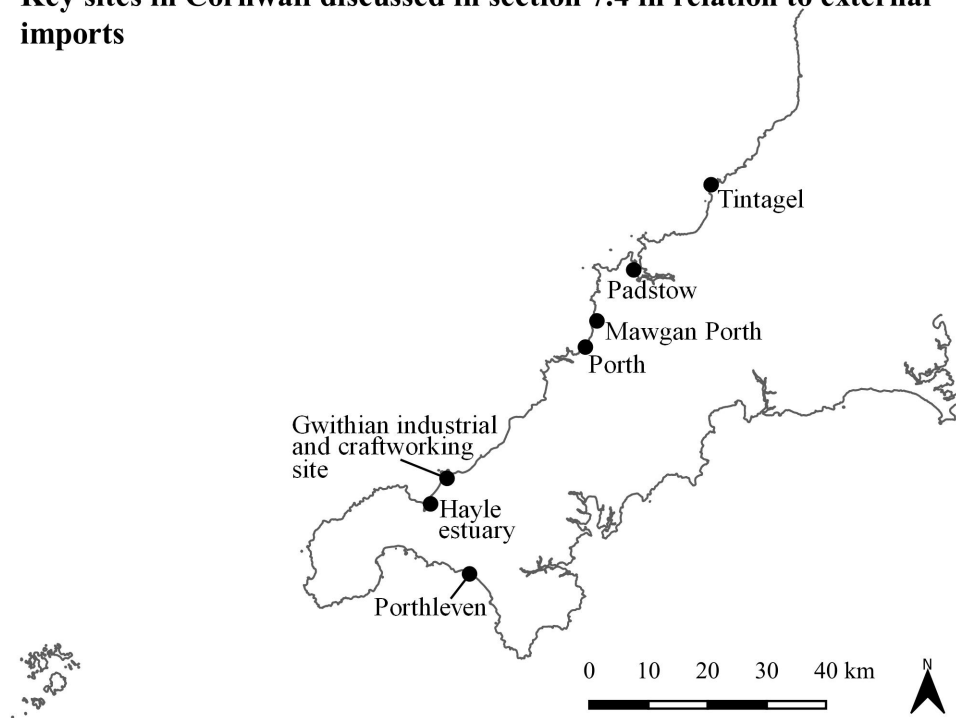 Key sites in Cornwall discussed in section 7.4 in relation to external
imports
Tintagel
Padstow
Mawgan Porth
Porth
Gwithian industrial
and craftworking
site
Hayle
estuary
Porthleven
0 10 20 30 40 km
N